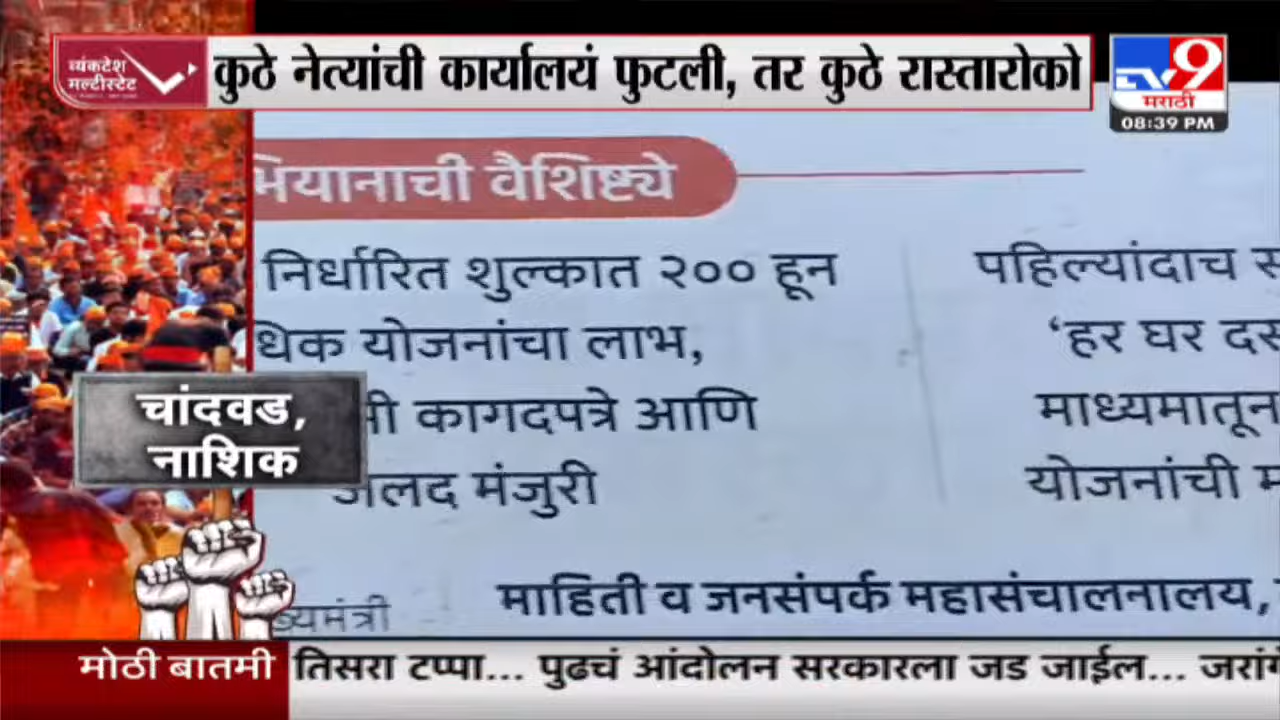 व्यंकटेश
मल्टीस्टेट
कुठे नेत्यांची कार्यालयं फुटली, तर कुठे रास्तारोको
TV9
मराठी
08:39 PM
भियानाची वैशिष्ट्ये
निर्धारित शुल्कात २०० हून
धिक योजनांचा लाभ,
मी कागदपत्रे आणि
जलद मंजुरी
पहिल्यांदाच
‘हर घर
माध्यमातून
योजनांची
चांदवड,
नाशिक
ख्यमंत्री
माहिती व जनसंपर्क महासंचालनालय,
मोठी बातमी
तिसरा टप्पा... पुढचं आंदोलन सरकारला जड जाईल...